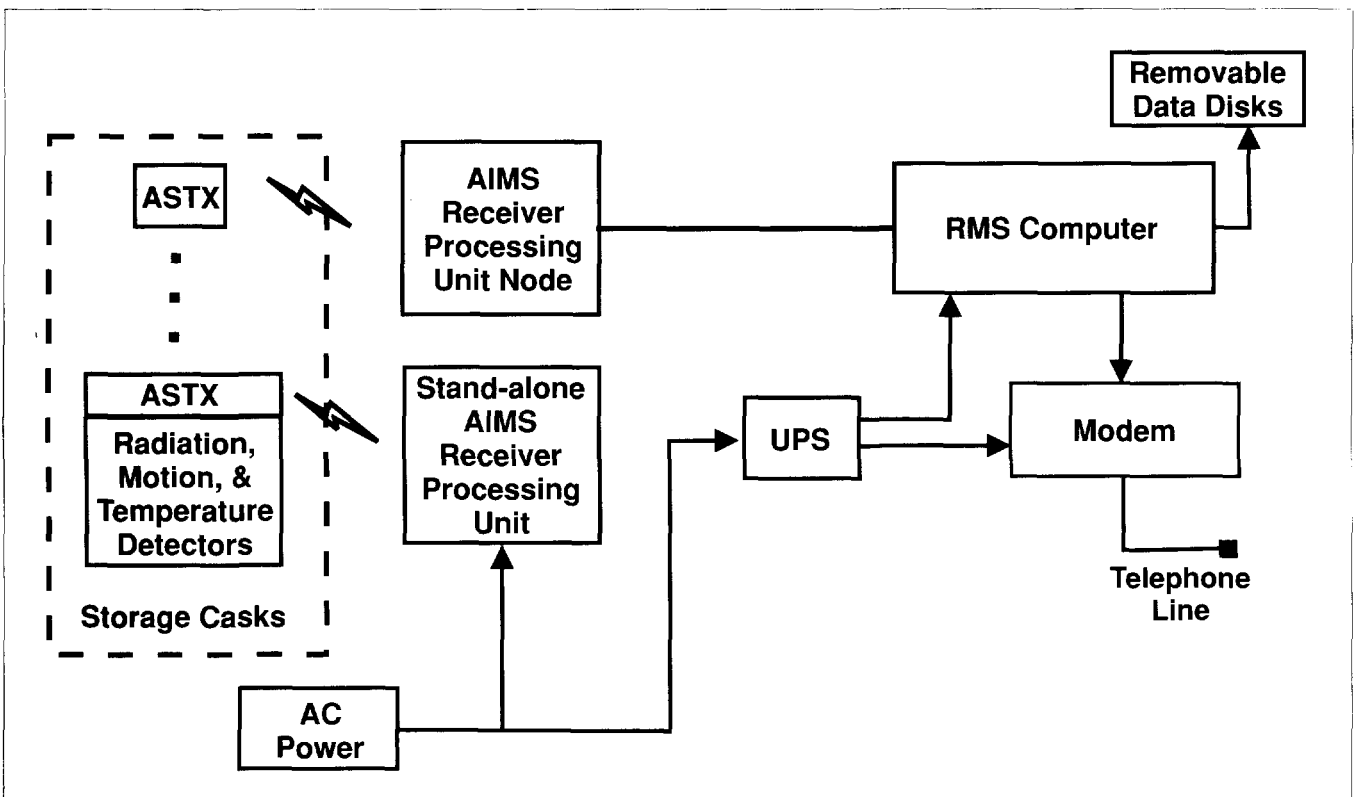 Removable
Data Disks
ASTX
AIMS
Receiver
Processing
Unit Node
RMS Computer
ASTX
Radiation,
Motion, &
Temperature
Detectors
Storage Casks
Stand-alone
AIMS
Receiver
Processing
Unit
UPS
Modem
Telephone
Line
AC
Power